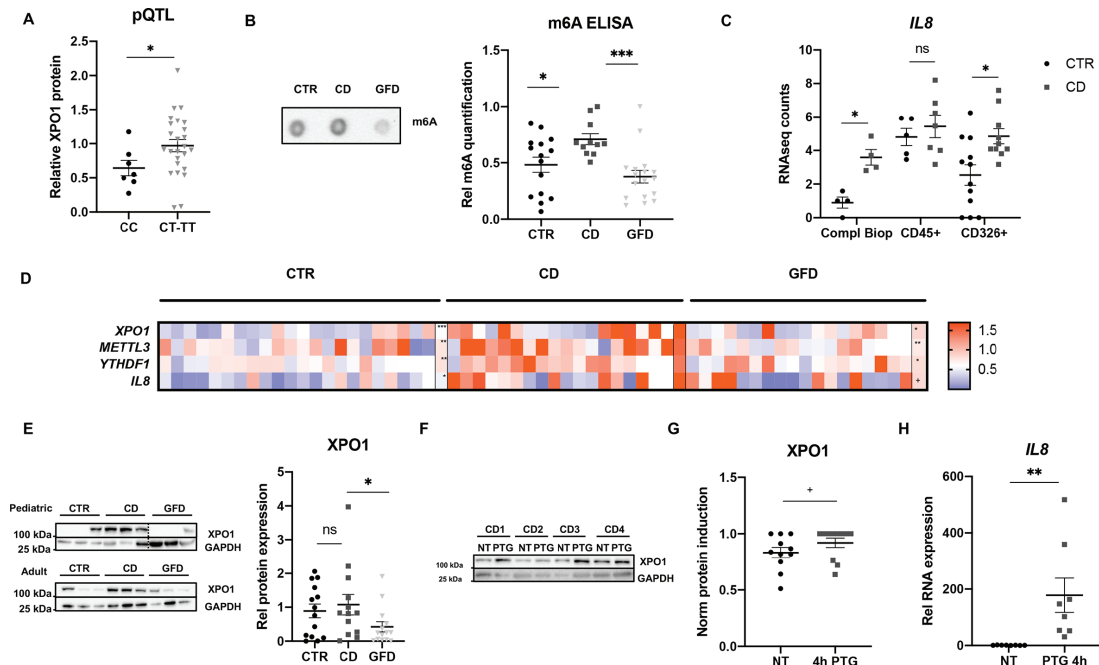 A
pQTL
Relative XPO1 protein
2.5
2.0
1.5
1.0
0.5
0.0
*
CC CT-TT
B
CTR CD GFD
m6A
m6A ELISA
Rel m6A quantification
1.5
1.0
0.5
0.0
* ***
CTR CD GFD
C
IL8
RNAseq counts
10
8
6
4
2
0
* ns *
Compl Biop CD45+ CD326+
CTR
CD
D
CTR CD GFD
XPO1 *** *
METTL3 ** **
YTHDF1 ** *
IL8 * +
1.5
1.0
0.5
E
Pediatric CTR CD GFD
100 kDa XPO1
25 kDa GAPDH
Adult CTR CD GFD
100 kDa XPO1
25 kDa GAPDH
XPO1
Rel protein expression
5
4
3
2
1
0
ns *
CTR CD GFD
F
CD1 CD2 CD3 CD4
NT PTG NT PTG NT PTG NT PTG
100 kDa XPO1
25 kDa GAPDH
G
XPO1
Norm protein induction
1.5
1.0
0.5
0.0
+
NT 4h PTG
H
IL8
Rel RNA expression
600
400
200
0
**
NT PTG 4h